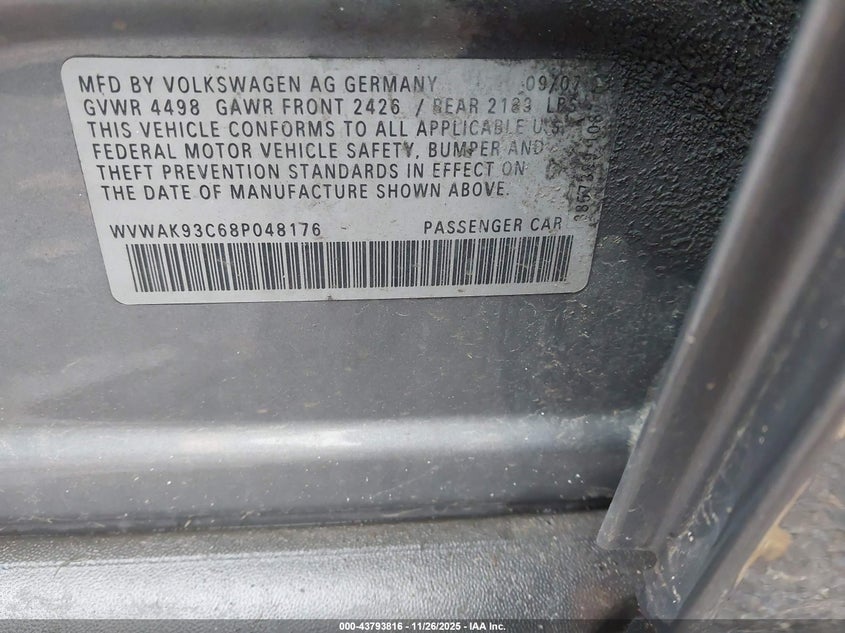 MFD BY VOLKSWAGEN AG GERMANY 09/07
GVWR 4498 GAWR FRONT 2426 / REAR 2183 LBS
THIS VEHICLE CONFORMS TO ALL APPLICABLE U.S.
FEDERAL MOTOR VEHICLE SAFETY, BUMPER AND
THEFT PREVENTION STANDARDS IN EFFECT ON
THE DATE OF MANUFACTURE SHOWN ABOVE.
WVWAK93C68P048176 PASSENGER CAR
000-43793816 - 11/26/2025 - IAA Inc.